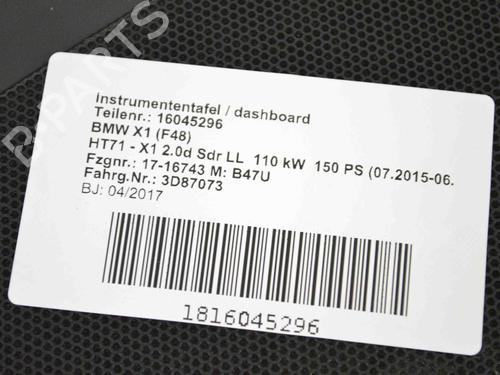 Instrumententafel / dashboard
Teilenr.: 16045296
BMW X1 (F48)
HT71 - X1 2.0d Sdr LL 110 kW 150 PS (07.2015-06.
Fzgnr.: 17-16743 M: B47U
Fahrg.Nr.: 3D87073
BJ: 04/2017
1816045296
B-PARTS